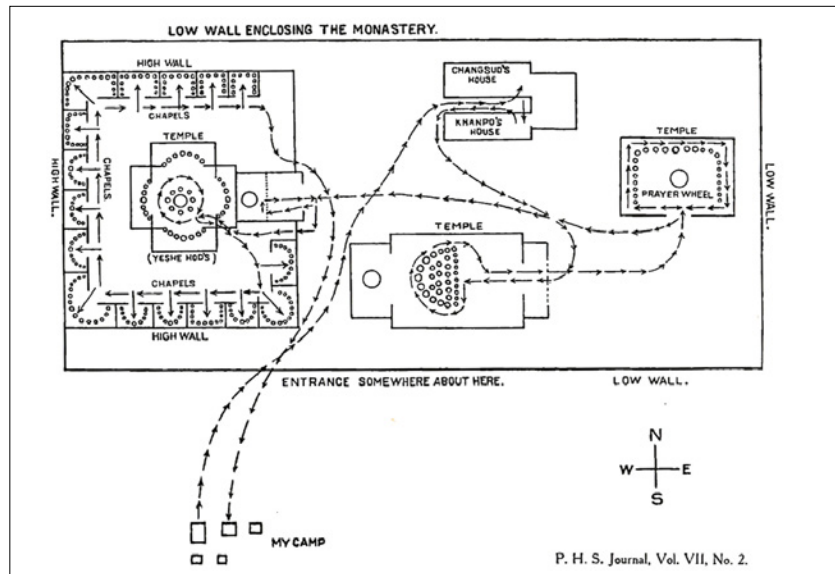 LOW WALL ENCLOSING THE MONASTERY.
HIGH WALL
CHANGSUD'S
HOUSE
KHANPO'S
HOUSE
CHAPELS
TEMPLE
TEMPLE
PRAYER WHEEL
HIGH WALL.
CHAPELS
LOW WALL.
(YESHE HOD'S)
TEMPLE
CHAPELS
HIGH WALL
ENTRANCE SOMEWHERE ABOUT HERE.
LOW WALL.
N
W E
S
MY CAMP
P. H. S. Journal, Vol. VII, No. 2.